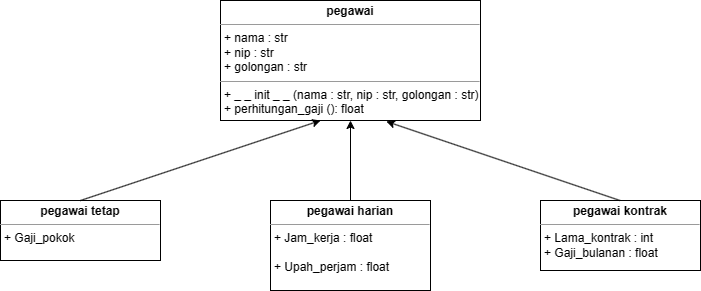 pegawai
+ nama : str
+ nip : str
+ golongan : str
+ _ _ init _ _ (nama : str, nip : str, golongan : str)
+ perhitungan_gaji (): float
pegawai tetap
+ Gaji_pokok
pegawai harian
+ Jam_kerja : float
+ Upah_perjam : float
pegawai kontrak
+ Lama_kontrak : int
+ Gaji_bulanan : float